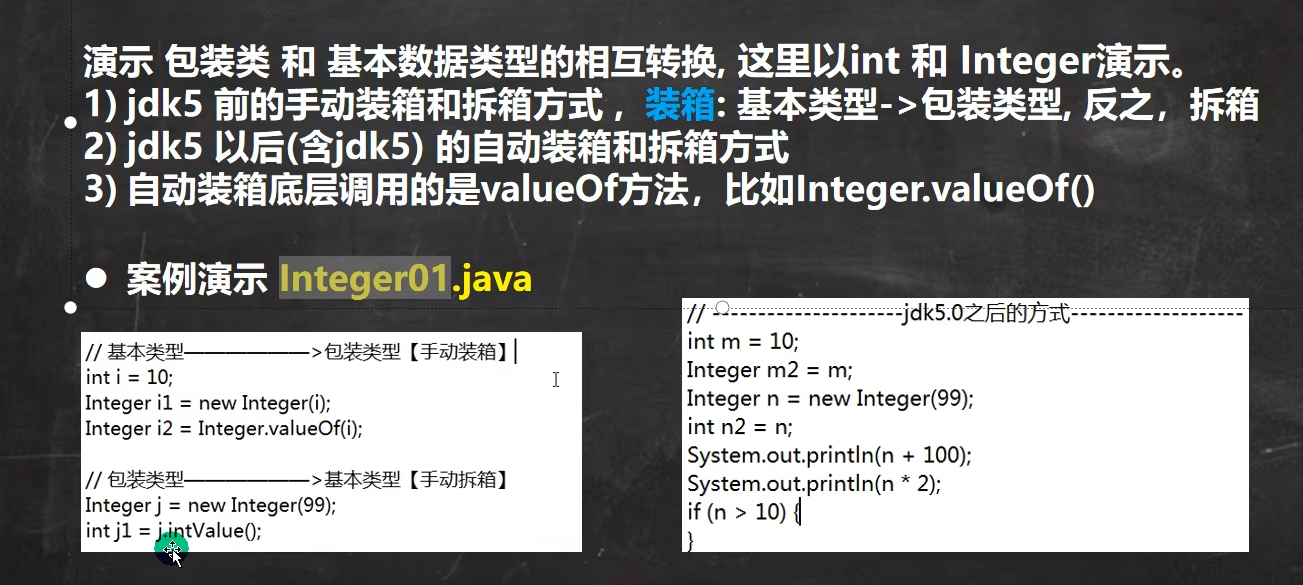 演示 包装类 和 基本数据类型的相互转换, 这里以int 和 Integer演示。
1) jdk5 前的手动装箱和拆箱方式 ，装箱: 基本类型->包装类型, 反之，拆箱
2) jdk5 以后(含jdk5) 的自动装箱和拆箱方式
3) 自动装箱底层调用的是valueOf方法，比如Integer.valueOf()
● 案例演示 Integer01.java
// 基本类型——————>包装类型【手动装箱】
int i = 10;
Integer i1 = new Integer(i);
Integer i2 = Integer.valueOf(i);
// 包装类型——————>基本类型【手动拆箱】
Integer j = new Integer(99);
int j1 = j.intValue();
// ---------------------jdk5.0之后的方式-------------------
int m = 10;
Integer m2 = m;
Integer n = new Integer(99);
int n2 = n;
System.out.println(n + 100);
System.out.println(n * 2);
if (n > 10) {
}